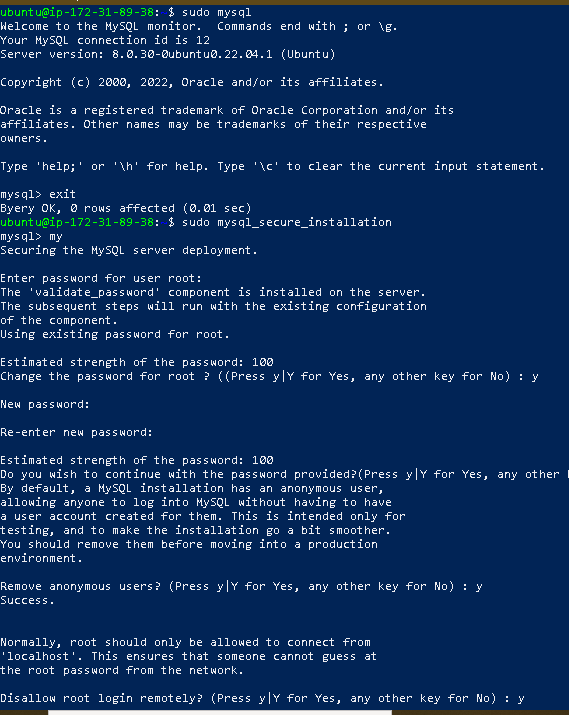 ubuntu@ip-172-31-89-38: $ sudo mysql
Welcome to the MySQL monitor.  Commands end with ; or \g.
Your MySQL connection id is 12
Server version: 8.0.30-0ubuntu0.22.04.1 (Ubuntu)

Copyright (c) 2000, 2022, Oracle and/or its affiliates.

Oracle is a registered trademark of Oracle Corporation and/or its
affiliates. Other names may be trademarks of their respective
owners.

Type 'help;' or '\h' for help. Type '\c' to clear the current input statement.

mysql> exit
Byery OK, 0 rows affected (0.01 sec)
ubuntu@ip-172-31-89-38: $ sudo mysql_secure_installation
mysql> my
Securing the MySQL server deployment.

Enter password for user root:
The 'validate_password' component is installed on the server.
The subsequent steps will run with the existing configuration
of the component.
Using existing password for root.

Estimated strength of the password: 100
Change the password for root ? ((Press y|Y for Yes, any other key for No) : y

New password:

Re-enter new password:

Estimated strength of the password: 100
Do you wish to continue with the password provided?(Press y|Y for Yes, any other
By default, a MySQL installation has an anonymous user,
allowing anyone to log into MySQL without having to have
a user account created for them. This is intended only for
testing, and to make the installation go a bit smoother.
You should remove them before moving into a production
environment.

Remove anonymous users? (Press y|Y for Yes, any other key for No) : y
Success.

Normally, root should only be allowed to connect from
'localhost'. This ensures that someone cannot guess at
the root password from the network.

Disallow root login remotely? (Press y|Y for Yes, any other key for No) : y